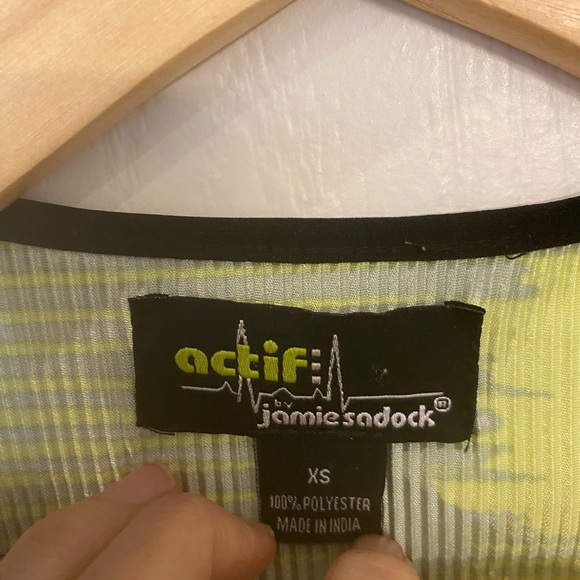 actif
by
jamiesadock
XS
100% POLYESTER
MADE IN INDIA